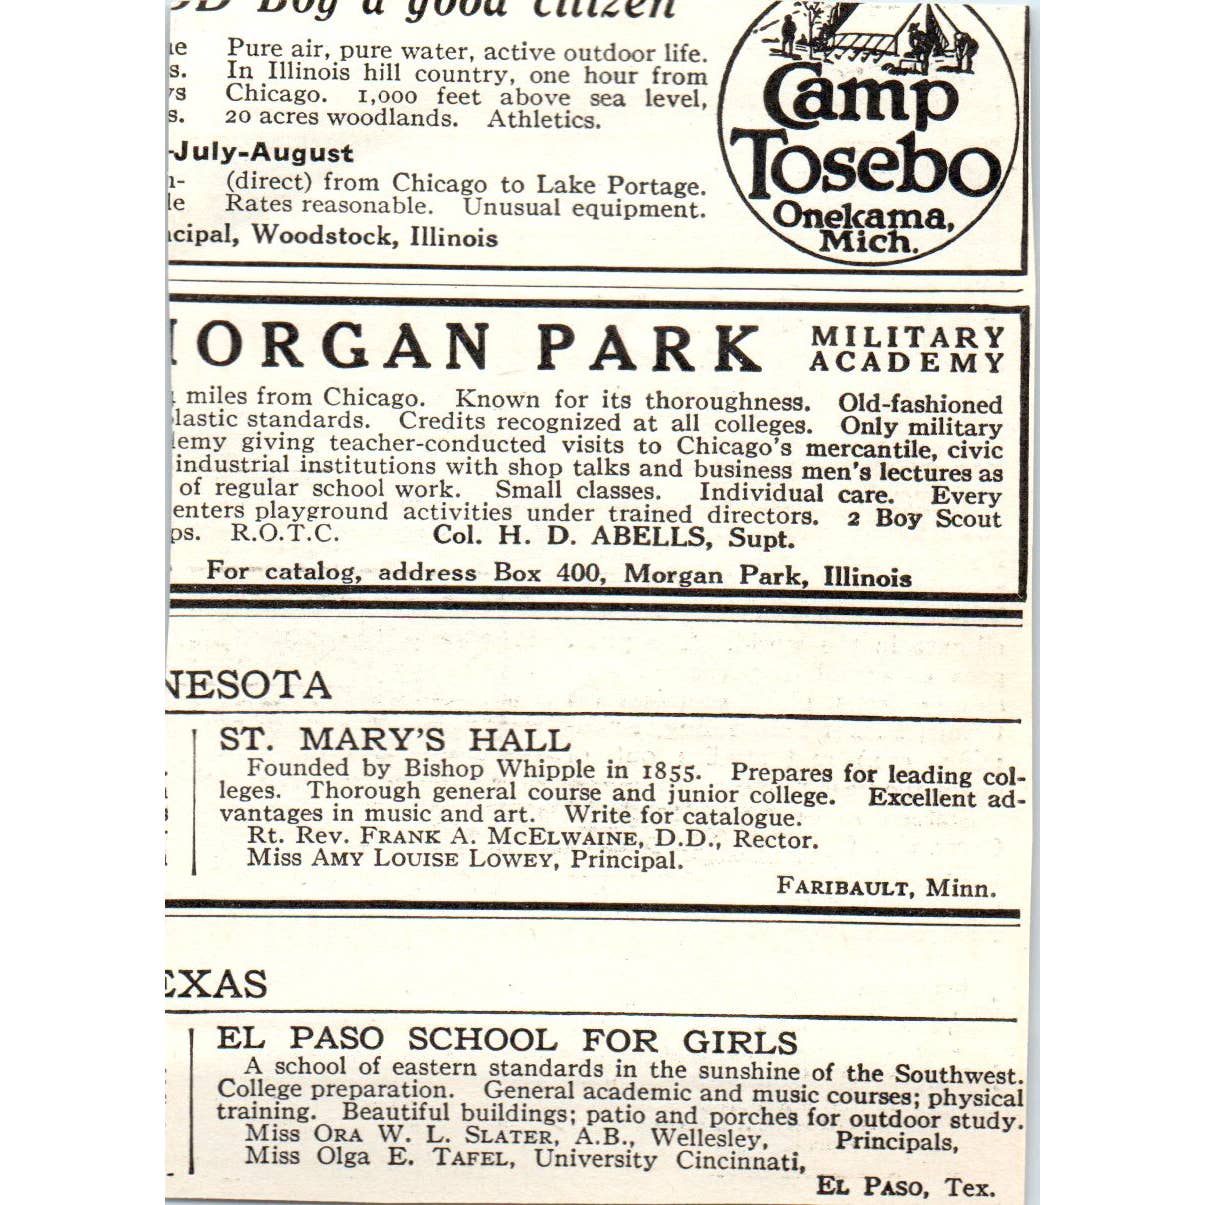 Boy a good citizen
Pure air, pure water, active outdoor life.
s. In Illinois hill country, one hour from
Chicago. 1,000 feet above sea level,
s. 20 acres woodlands. Athletics.
-July-August
(direct) from Chicago to Lake Portage.
Rates reasonable. Unusual equipment.
cipal, Woodstock, Illinois
Camp
Tosebo
Onekama,
Mich.
ORGAN PARK MILITARY
ACADEMY
miles from Chicago. Known for its thoroughness. Old-fashioned
lastic standards. Credits recognized at all colleges. Only military
emy giving teacher-conducted visits to Chicago's mercantile, civic
industrial institutions with shop talks and business men's lectures as
of regular school work. Small classes. Individual care. Every
enters playground activities under trained directors. 2 Boy Scout
ps. R.O.T.C. Col. H. D. ABELLS, Supt.
For catalog, address Box 400, Morgan Park, Illinois
NESOTA
ST. MARY'S HALL
Founded by Bishop Whipple in 1855. Prepares for leading col-
leges. Thorough general course and junior college. Excellent ad-
vantages in music and art. Write for catalogue.
Rt. Rev. FRANK A. McELWAINE, D.D., Rector.
Miss AMY LOUISE LOWEY, Principal.
FARIBAULT, Minn.
EXAS
EL PASO SCHOOL FOR GIRLS
A school of eastern standards in the sunshine of the Southwest.
College preparation. General academic and music courses; physical
training. Beautiful buildings; patio and porches for outdoor study.
Miss ORA W. L. SLATER, A.B., Wellesley, Principals,
Miss Olga E. TAFEL, University Cincinnati,
EL PASO, Tex.